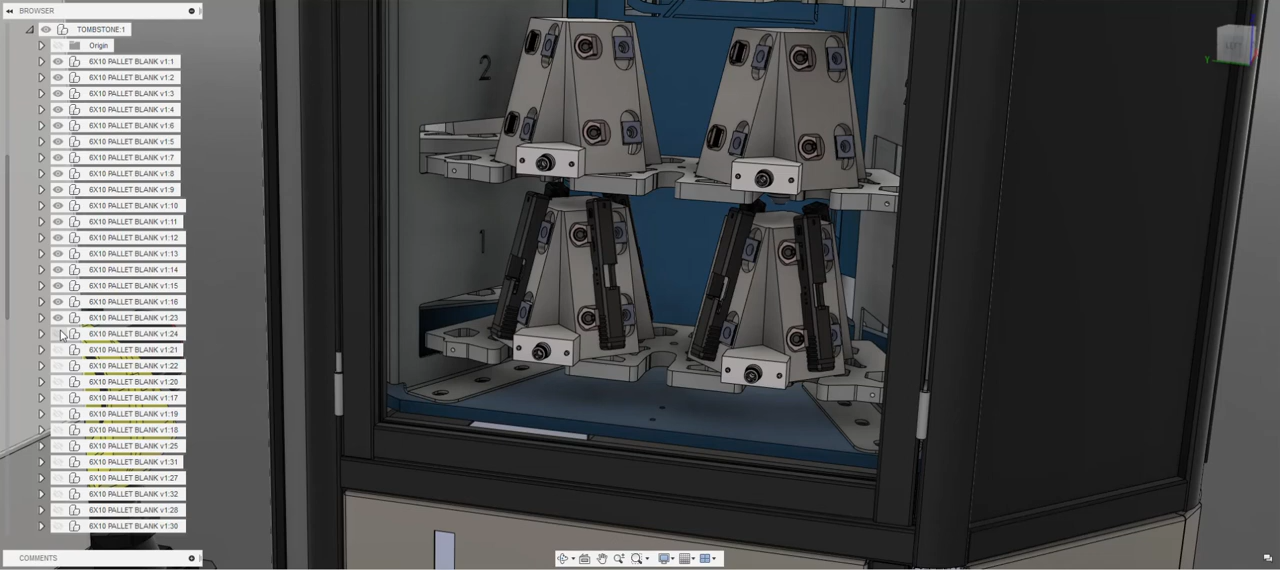 BROWSER
TOMBSTONE:1
Origin
6X10 PALLET BLANK v1:1
6X10 PALLET BLANK v1:2
6X10 PALLET BLANK v1:3
6X10 PALLET BLANK v1:4
6X10 PALLET BLANK v1:6
6X10 PALLET BLANK v1:5
6X10 PALLET BLANK v1:7
6X10 PALLET BLANK v1:8
6X10 PALLET BLANK v1:9
6X10 PALLET BLANK v1:10
6X10 PALLET BLANK v1:11
6X10 PALLET BLANK v1:12
6X10 PALLET BLANK v1:13
6X10 PALLET BLANK v1:14
6X10 PALLET BLANK v1:15
6X10 PALLET BLANK v1:16
6X10 PALLET BLANK v1:23
6X10 PALLET BLANK v1:24
6X10 PALLET BLANK v1:21
6X10 PALLET BLANK v1:22
6X10 PALLET BLANK v1:20
6X10 PALLET BLANK v1:17
6X10 PALLET BLANK v1:19
6X10 PALLET BLANK v1:18
6X10 PALLET BLANK v1:25
6X10 PALLET BLANK v1:31
6X10 PALLET BLANK v1:27
6X10 PALLET BLANK v1:32
6X10 PALLET BLANK v1:28
6X10 PALLET BLANK v1:30
COMMENTS
2
1
LEFT
Y